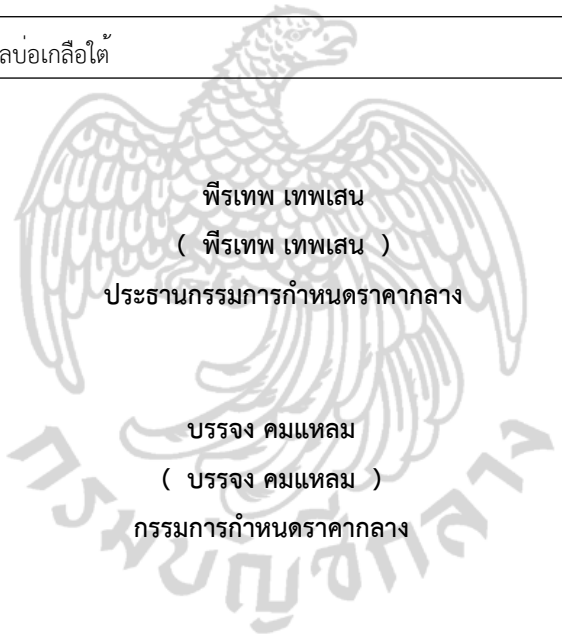 ลบ่อเกลือใต้
พีรเทพ เทพเสน
( พีรเทพ เทพเสน )
ประธานกรรมการกำหนดราคากลาง
บรรจง คมแหลม
( บรรจง คมแหลม )
กรรมการกำหนดราคากลาง
กรมบัญชีกลาง